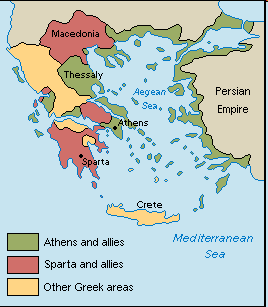 Macedonia
Thessaly
Aegean
Sea
Persian
Empire
Athens
Sparta
Crete
Mediterranean
Sea
Athens and allies
Sparta and allies
Other Greek areas